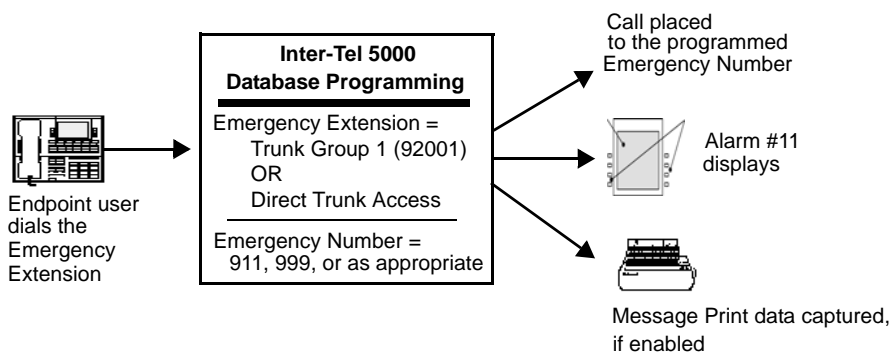 Endpoint user
dials the
Emergency
Extension
Inter-Tel 5000
Database Programming
Emergency Extension =
Trunk Group 1 (92001)
OR
Direct Trunk Access
Emergency Number =
911, 999, or as appropriate
Call placed
to the programmed
Emergency Number
Alarm #11
displays
Message Print data captured,
if enabled